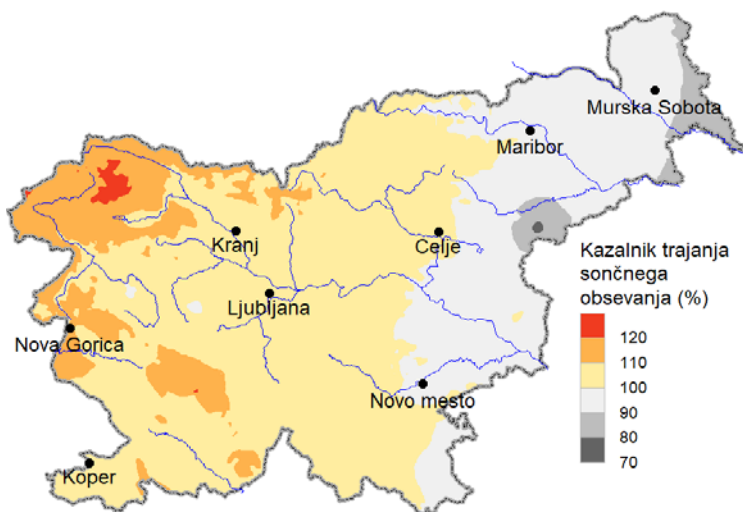 Murska Sobota
Maribor
Kranj
Celje
Ljubljana
Nova Gorica
Novo mesto
Koper
Kazalnik trajanja
sončnega
obsevanja (%)
120
110
100
90
80
70